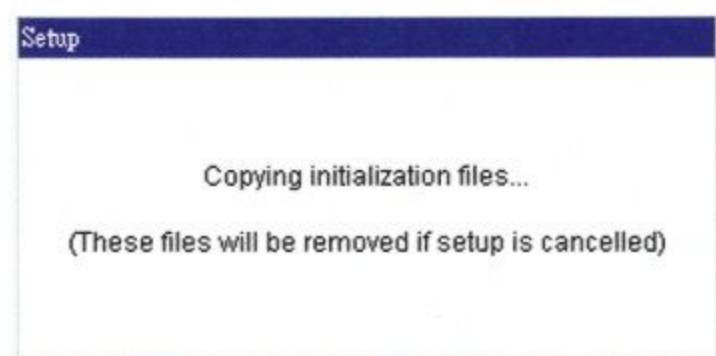 Setup
Copying initialization files...
(These files will be removed if setup is cancelled)